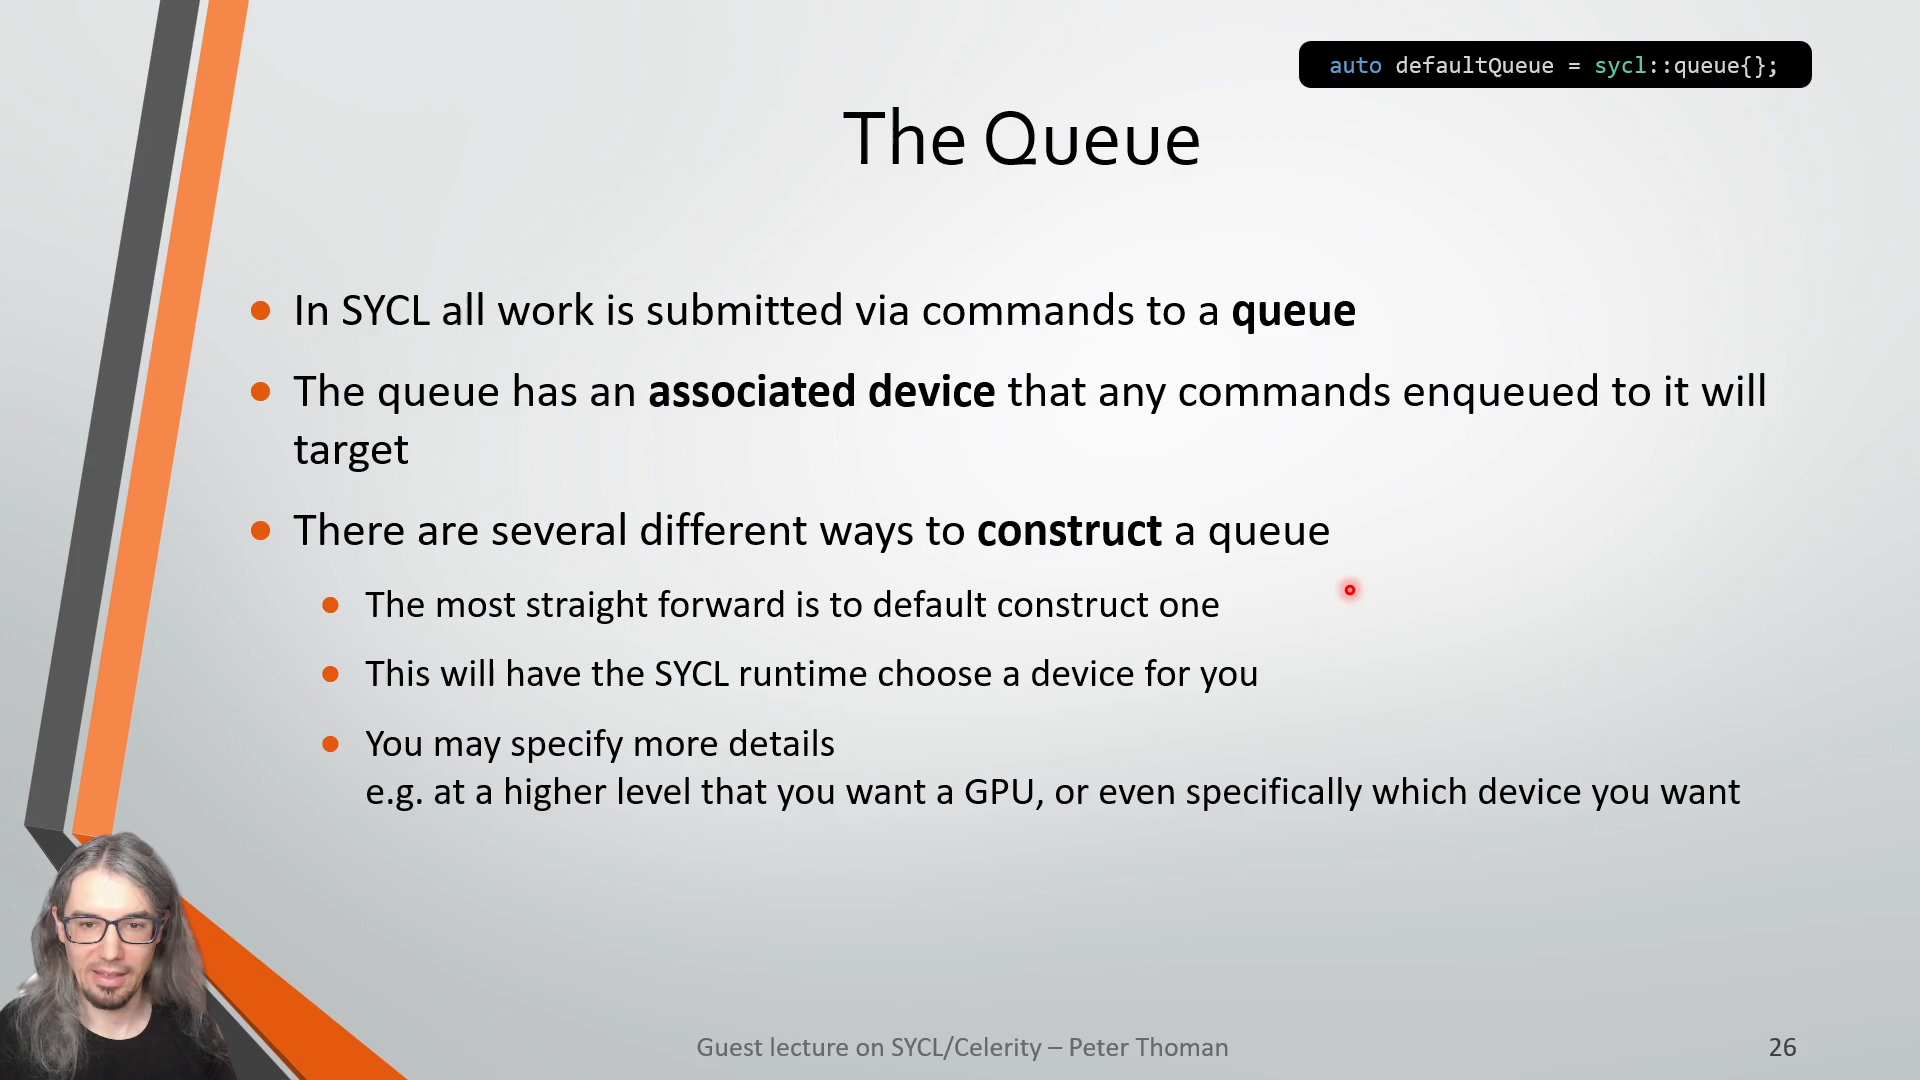 auto defaultQueue = sycl::queue{};
The Queue
In SYCL all work is submitted via commands to a queue
The queue has an associated device that any commands enqueued to it will
target
There are several different ways to construct a queue
The most straight forward is to default construct one
This will have the SYCL runtime choose a device for you
You may specify more details
e.g. at a higher level that you want a GPU, or even specifically which device you want
Guest lecture on SYCL/Celerity – Peter Thoman
26